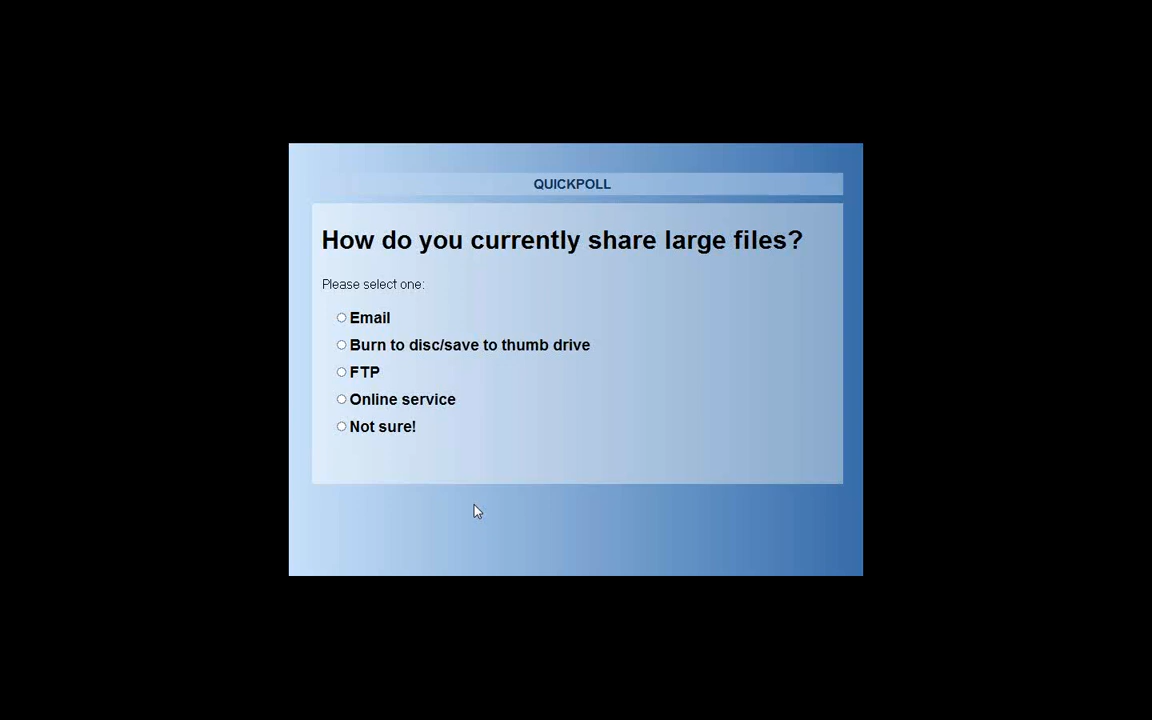 QUICKPOLL
How do you currently share large files?
Please select one:
Email
Burn to disc/save to thumb drive
FTP
Online service
Not sure!